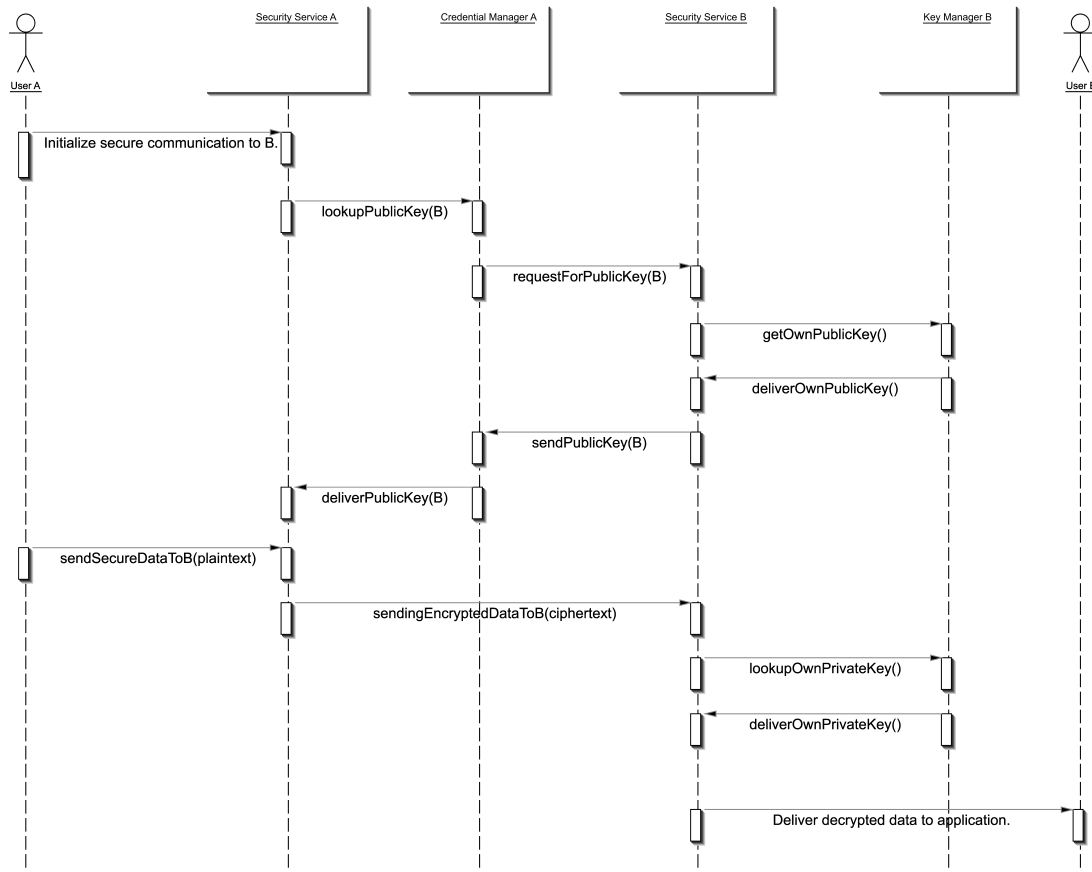 Security Service A
Credential Manager A
Security Service B
Key Manager B
User A
User B
Initialize secure communication to B.
lookupPublicKey(B)
requestForPublicKey(B)
getOwnPublicKey()
deliverOwnPublicKey()
sendPublicKey(B)
deliverPublicKey(B)
sendSecureDataToB(plaintext)
sendingEncryptedDataToB(ciphertext)
lookupOwnPrivateKey()
deliverOwnPrivateKey()
Deliver decrypted data to application.